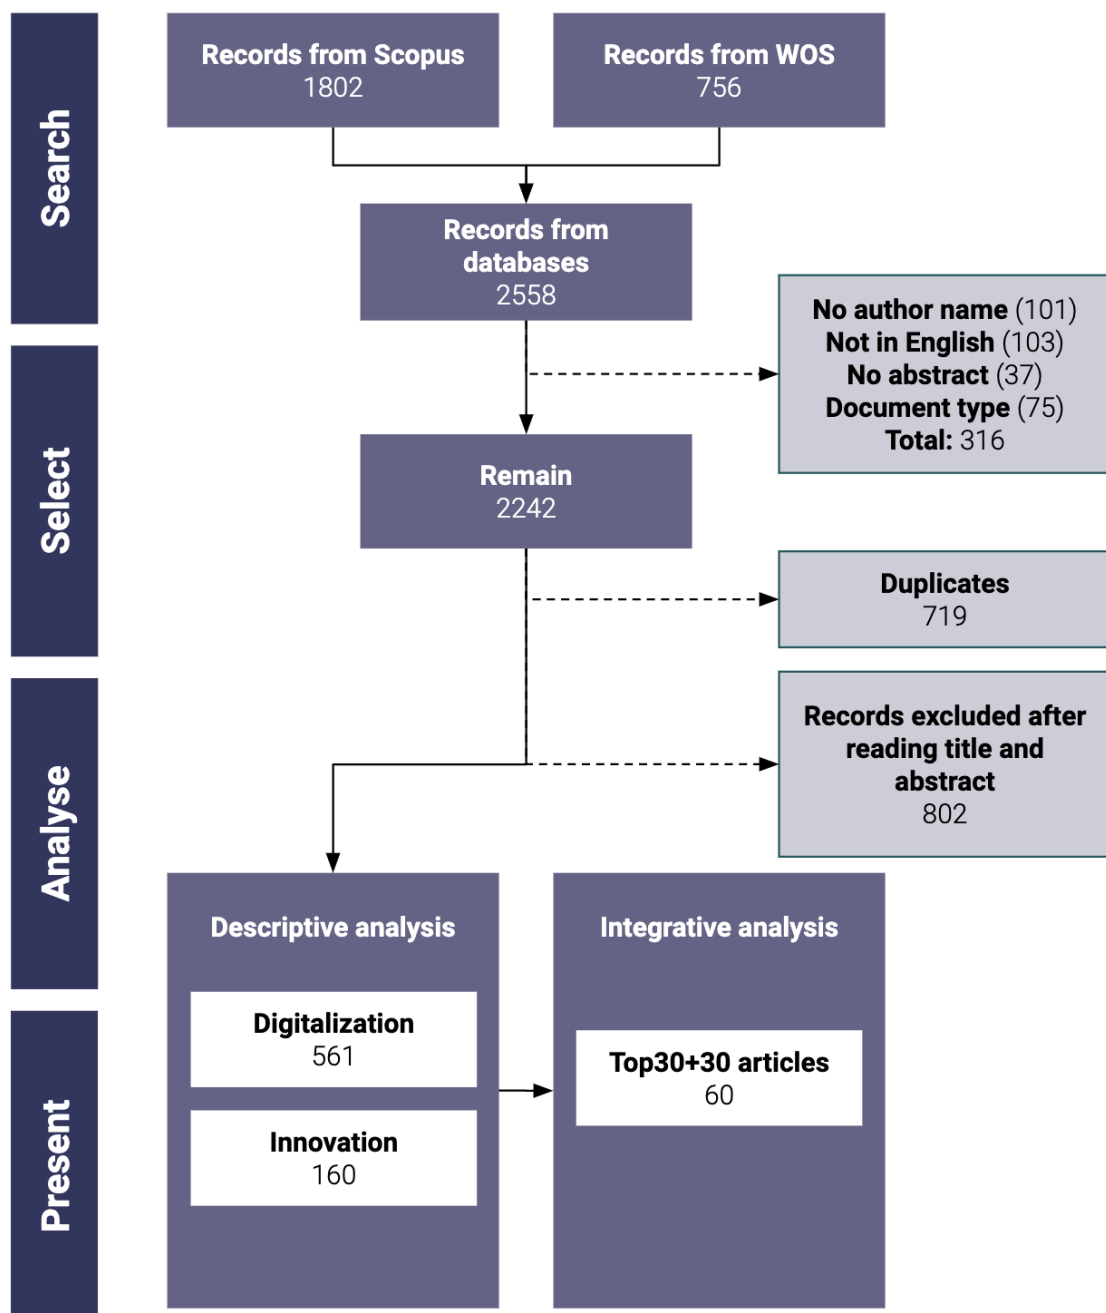 Search
Records from Scopus
1802
Records from WOS
756
Records from
databases
2558
No author name (101)
Not in English (103)
No abstract (37)
Document type (75)
Total: 316
Select
Remain
2242
Duplicates
719
Records excluded after
reading title and
abstract
802
Analyse
Descriptive analysis
Digitalization
561
Innovation
160
Integrative analysis
Top30+30 articles
60
Present